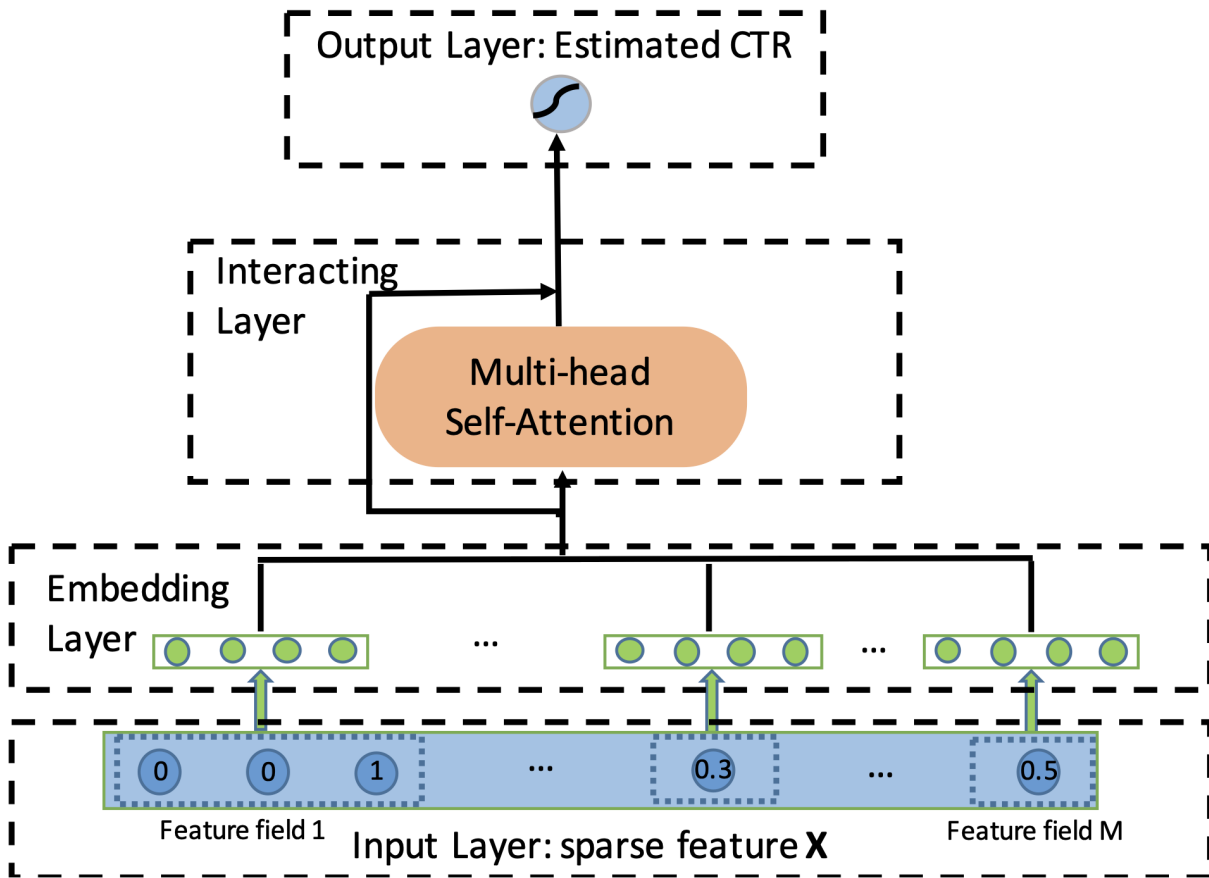 Output Layer: Estimated CTR
Interacting
Layer
Multi-head
Self-Attention
Embedding
Layer
... ...
0 0 1 ... 0.3 ... 0.5
Feature field 1 Feature field M
Input Layer: sparse feature X